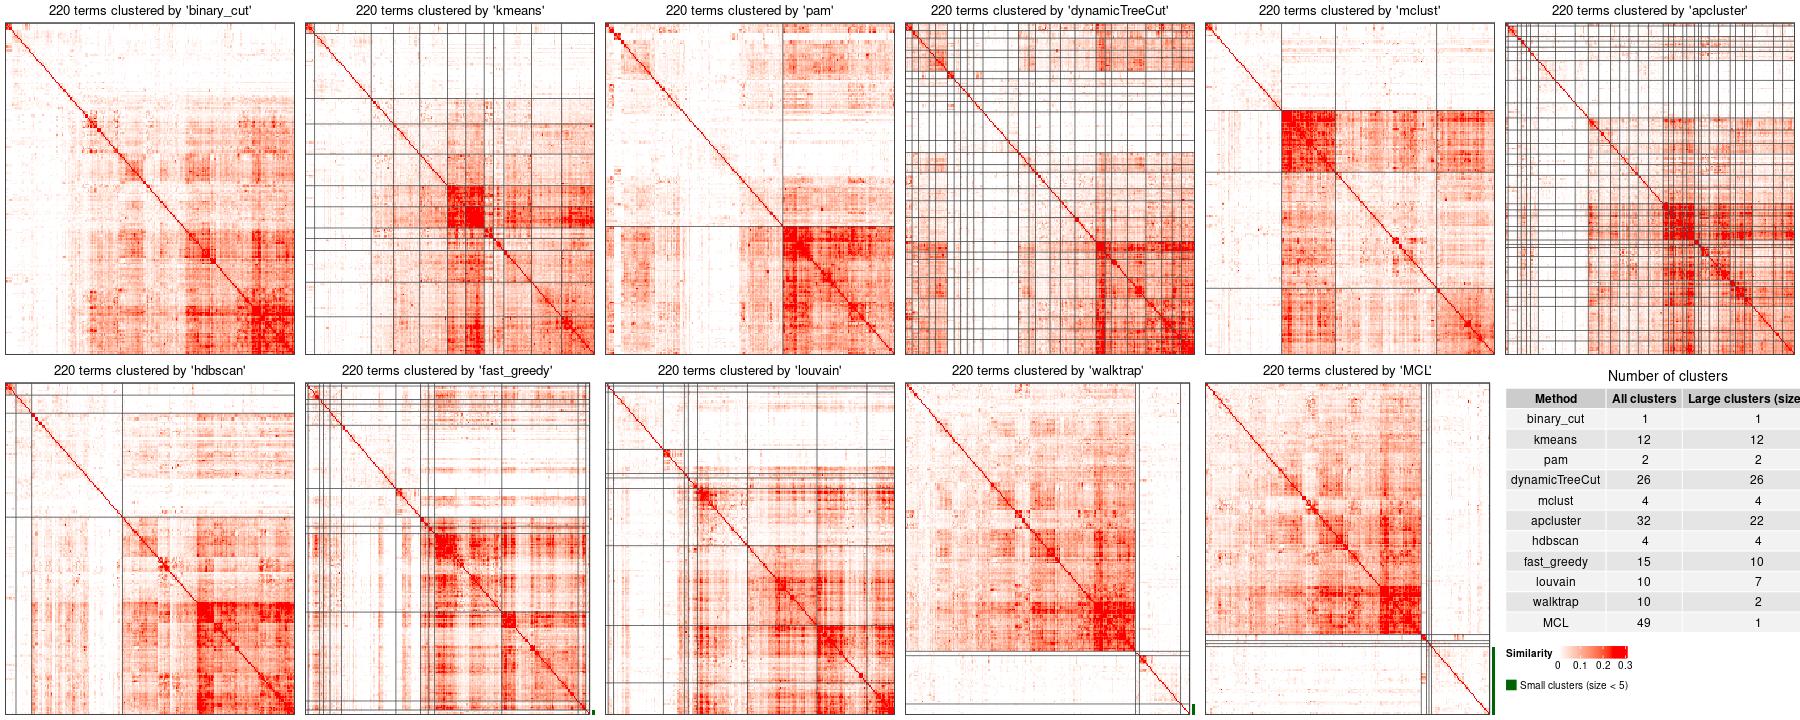 220 terms clustered by 'binary_cut'
220 terms clustered by 'kmeans'
220 terms clustered by 'pam'
220 terms clustered by 'dynamicTreeCut'
220 terms clustered by 'mclust'
220 terms clustered by 'apcluster'
220 terms clustered by 'hdbscan'
220 terms clustered by 'fast_greedy'
220 terms clustered by 'louvain'
220 terms clustered by 'walktrap'
220 terms clustered by 'MCL'
Number of clusters
Method All clusters Large clusters (size
binary_cut 1 1
kmeans 12 12
pam 2 2
dynamicTreeCut 26 26
mclust 4 4
apcluster 32 22
hdbscan 4 4
fast_greedy 15 10
louvain 10 7
walktrap 10 2
MCL 49 1
Similarity
0 0.1 0.2 0.3
Small clusters (size < 5)